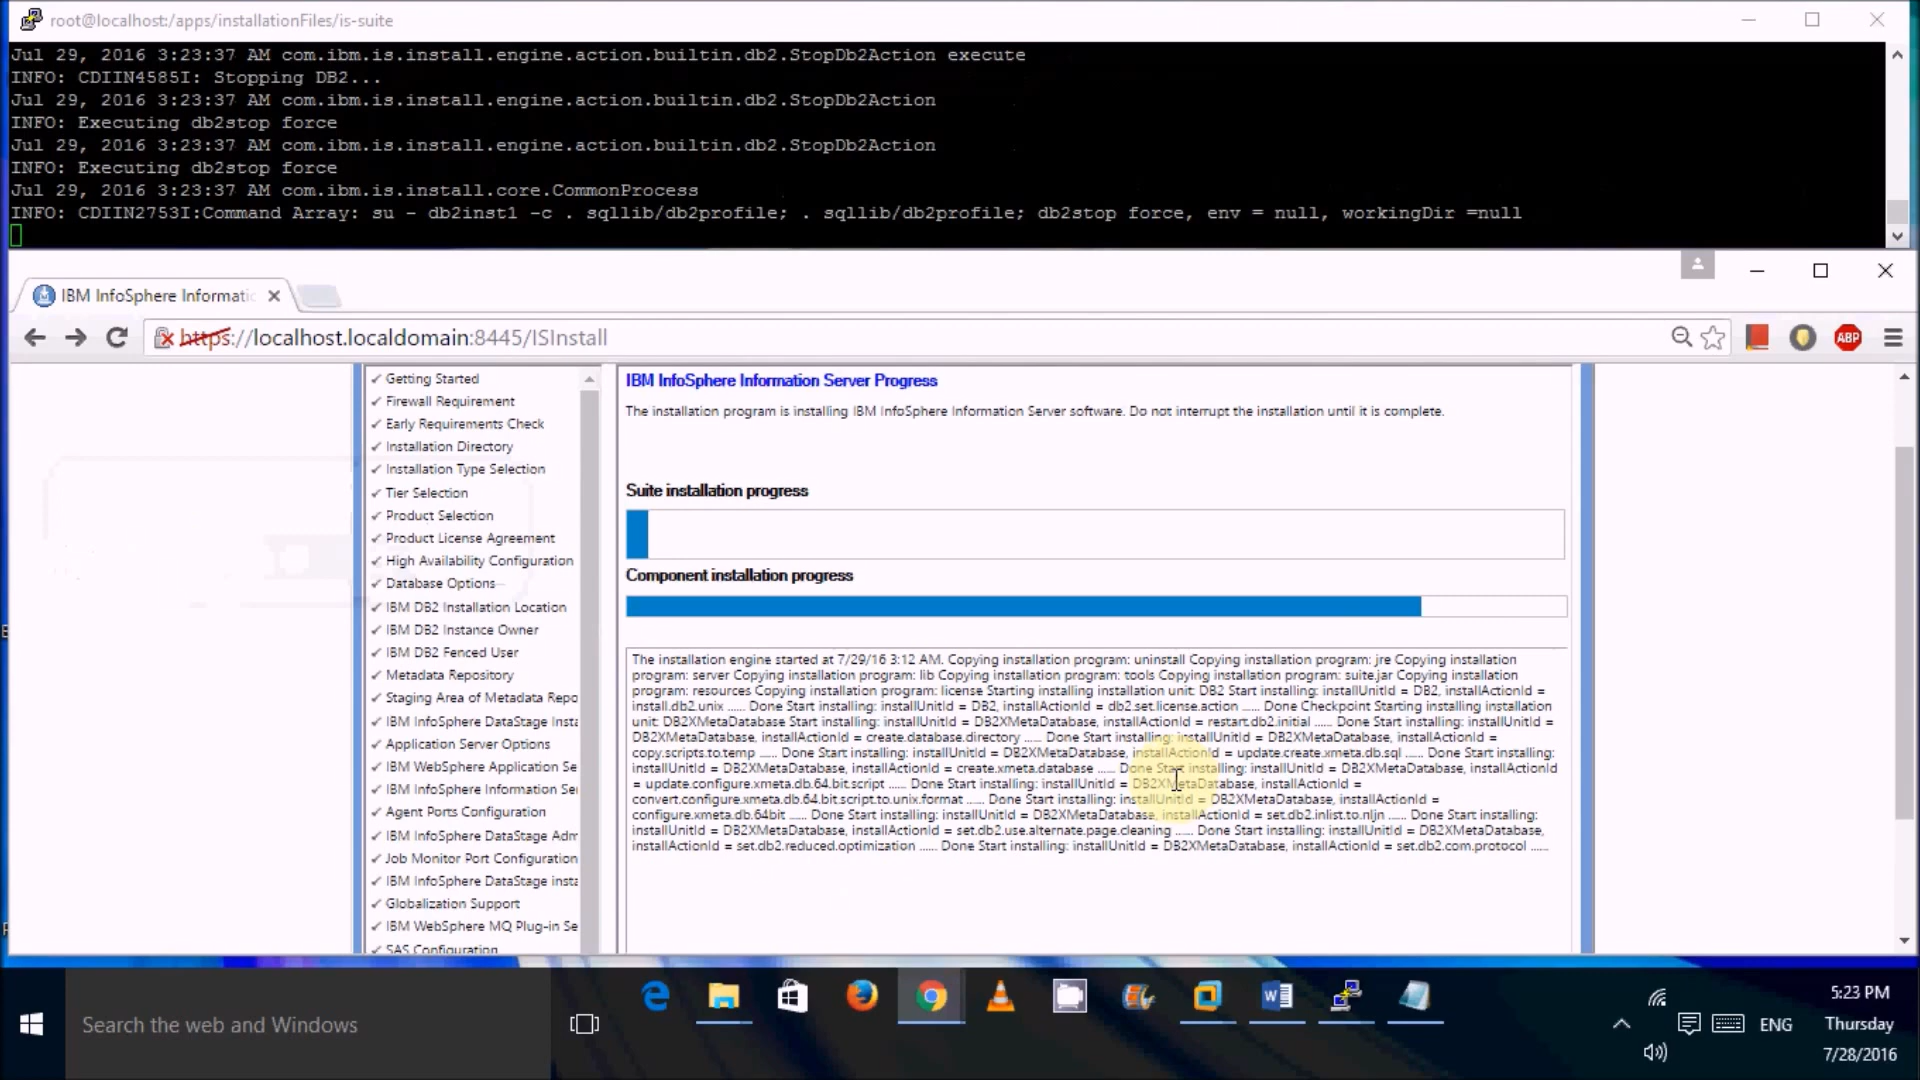 root@localhost:/apps/installationFiles/is-suite
Jul 29, 2016 3:23:37 AM com.ibm.is.install.engine.action.builtin.db2.StopDb2Action execute
INFO: CDIIN4585I: Stopping DB2...
Jul 29, 2016 3:23:37 AM com.ibm.is.install.engine.action.builtin.db2.StopDb2Action
INFO: Executing db2stop force
Jul 29, 2016 3:23:37 AM com.ibm.is.install.engine.action.builtin.db2.StopDb2Action
INFO: Executing db2stop force
Jul 29, 2016 3:23:37 AM com.ibm.is.install.core.CommonProcess
INFO: CDIIN2753I:Command Array: su - db2inst1 -c . sqllib/db2profile; . sqllib/db2profile; db2stop force, env = null, workingDir =null
IBM InfoSphere Informatic
https://localhost.localdomain:8445/ISInstall
ABP
✓ Getting Started
✓ Firewall Requirement
✓ Early Requirements Check
✓ Installation Directory
✓ Installation Type Selection
✓ Tier Selection
✓ Product Selection
✓ Product License Agreement
✓ High Availability Configuration
✓ Database Options
✓ IBM DB2 Installation Location
✓ IBM DB2 Instance Owner
✓ IBM DB2 Fenced User
✓ Metadata Repository
✓ Staging Area of Metadata Repo
✓ IBM InfoSphere DataStage Insta
✓ Application Server Options
✓ IBM WebSphere Application Se
✓ IBM InfoSphere Information Se
✓ Agent Ports Configuration
✓ IBM InfoSphere DataStage Adm
✓ Job Monitor Port Configuration
✓ IBM InfoSphere DataStage insta
✓ Globalization Support
✓ IBM WebSphere MQ Plug-in Se
✓ SAS Configuration
IBM InfoSphere Information Server Progress
The installation program is installing IBM InfoSphere Information Server software. Do not interrupt the installation until it is complete.
Suite installation progress
Component installation progress
The installation engine started at 7/29/16 3:12 AM. Copying installation program: uninstall Copying installation program: jre Copying installation
program: server Copying installation program: lib Copying installation program: tools Copying installation program: suite.jar Copying installation
program: resources Copying installation program: license Starting installing installation unit: DB2 Start installing: installUnitId = DB2, installActionId =
install.db2.unix ...... Done Start installing: installUnitId = DB2, installActionId = db2.set.license.action ...... Done Checkpoint Starting installing installation
unit: DB2XMetaDatabase Start installing: installUnitId = DB2XMetaDatabase, installActionId = restart.db2.initial ...... Done Start installing: installUnitId =
DB2XMetaDatabase, installActionId = create.database.directory ...... Done Start installing: installUnitId = DB2XMetaDatabase, installActionId =
copy.scripts.to.temp ...... Done Start installing: installUnitId = DB2XMetaDatabase, installActionId = update.create.xmeta.db.sql ...... Done Start installing:
installUnitId = DB2XMetaDatabase, installActionId = create.xmeta.database ...... Done Start installing: installUnitId = DB2XMetaDatabase, installActionId
= update.configure.xmeta.db.64.bit.script ...... Done Start installing: installUnitId = DB2XMetaDatabase, installActionId =
convert.configure.xmeta.db.64.bit.script.to.unix.format ...... Done Start installing: installUnitId = DB2XMetaDatabase, installActionId =
configure.xmeta.db.64bit ...... Done Start installing: installUnitId = DB2XMetaDatabase, installActionId = set.db2.inlist.to.nljn ...... Done Start installing:
installUnitId = DB2XMetaDatabase, installActionId = set.db2.use.alternate.page.cleaning ...... Done Start installing: installUnitId = DB2XMetaDatabase,
installActionId = set.db2.reduced.optimization ...... Done Start installing: installUnitId = DB2XMetaDatabase, installActionId = set.db2.com.protocol ......
Search the web and Windows
ENG
5:23 PM
Thursday
7/28/2016